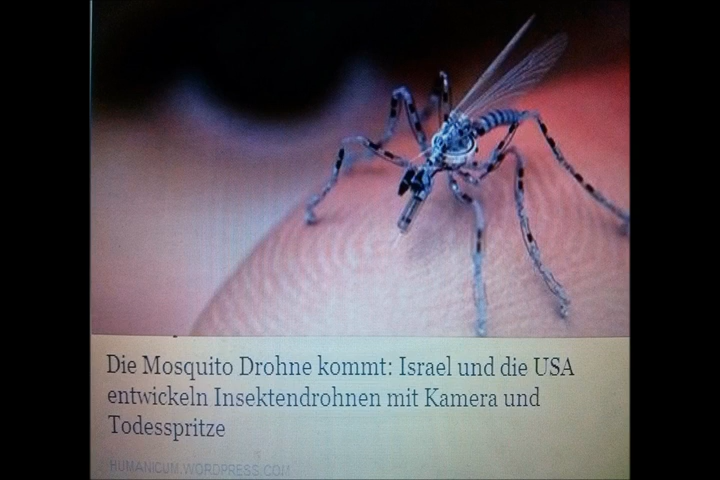 Die Mosquito Drohne kommt: Israel und die USA
entwickeln Insektendrohnen mit Kamera und
Todesspritze
HUMANICUM.WORDPRESS.COM